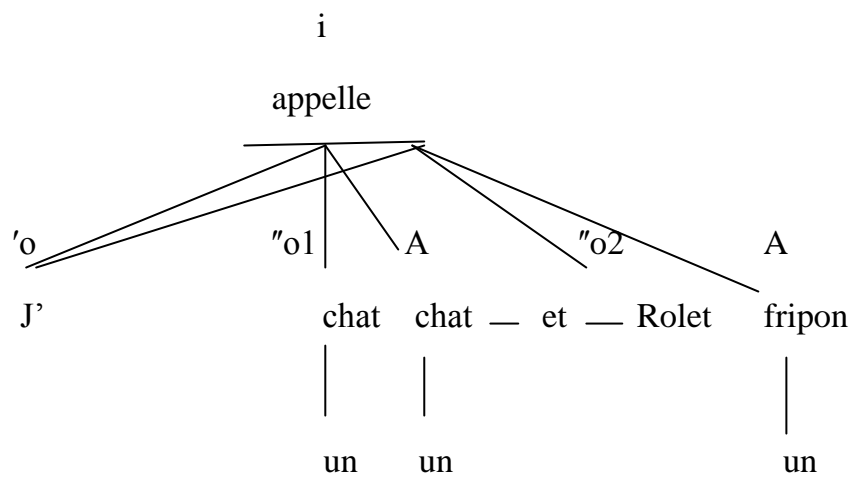 i
appelle
′o ″o1 A ″o2 A
J’ chat chat — et — Rolet fripon
un un un